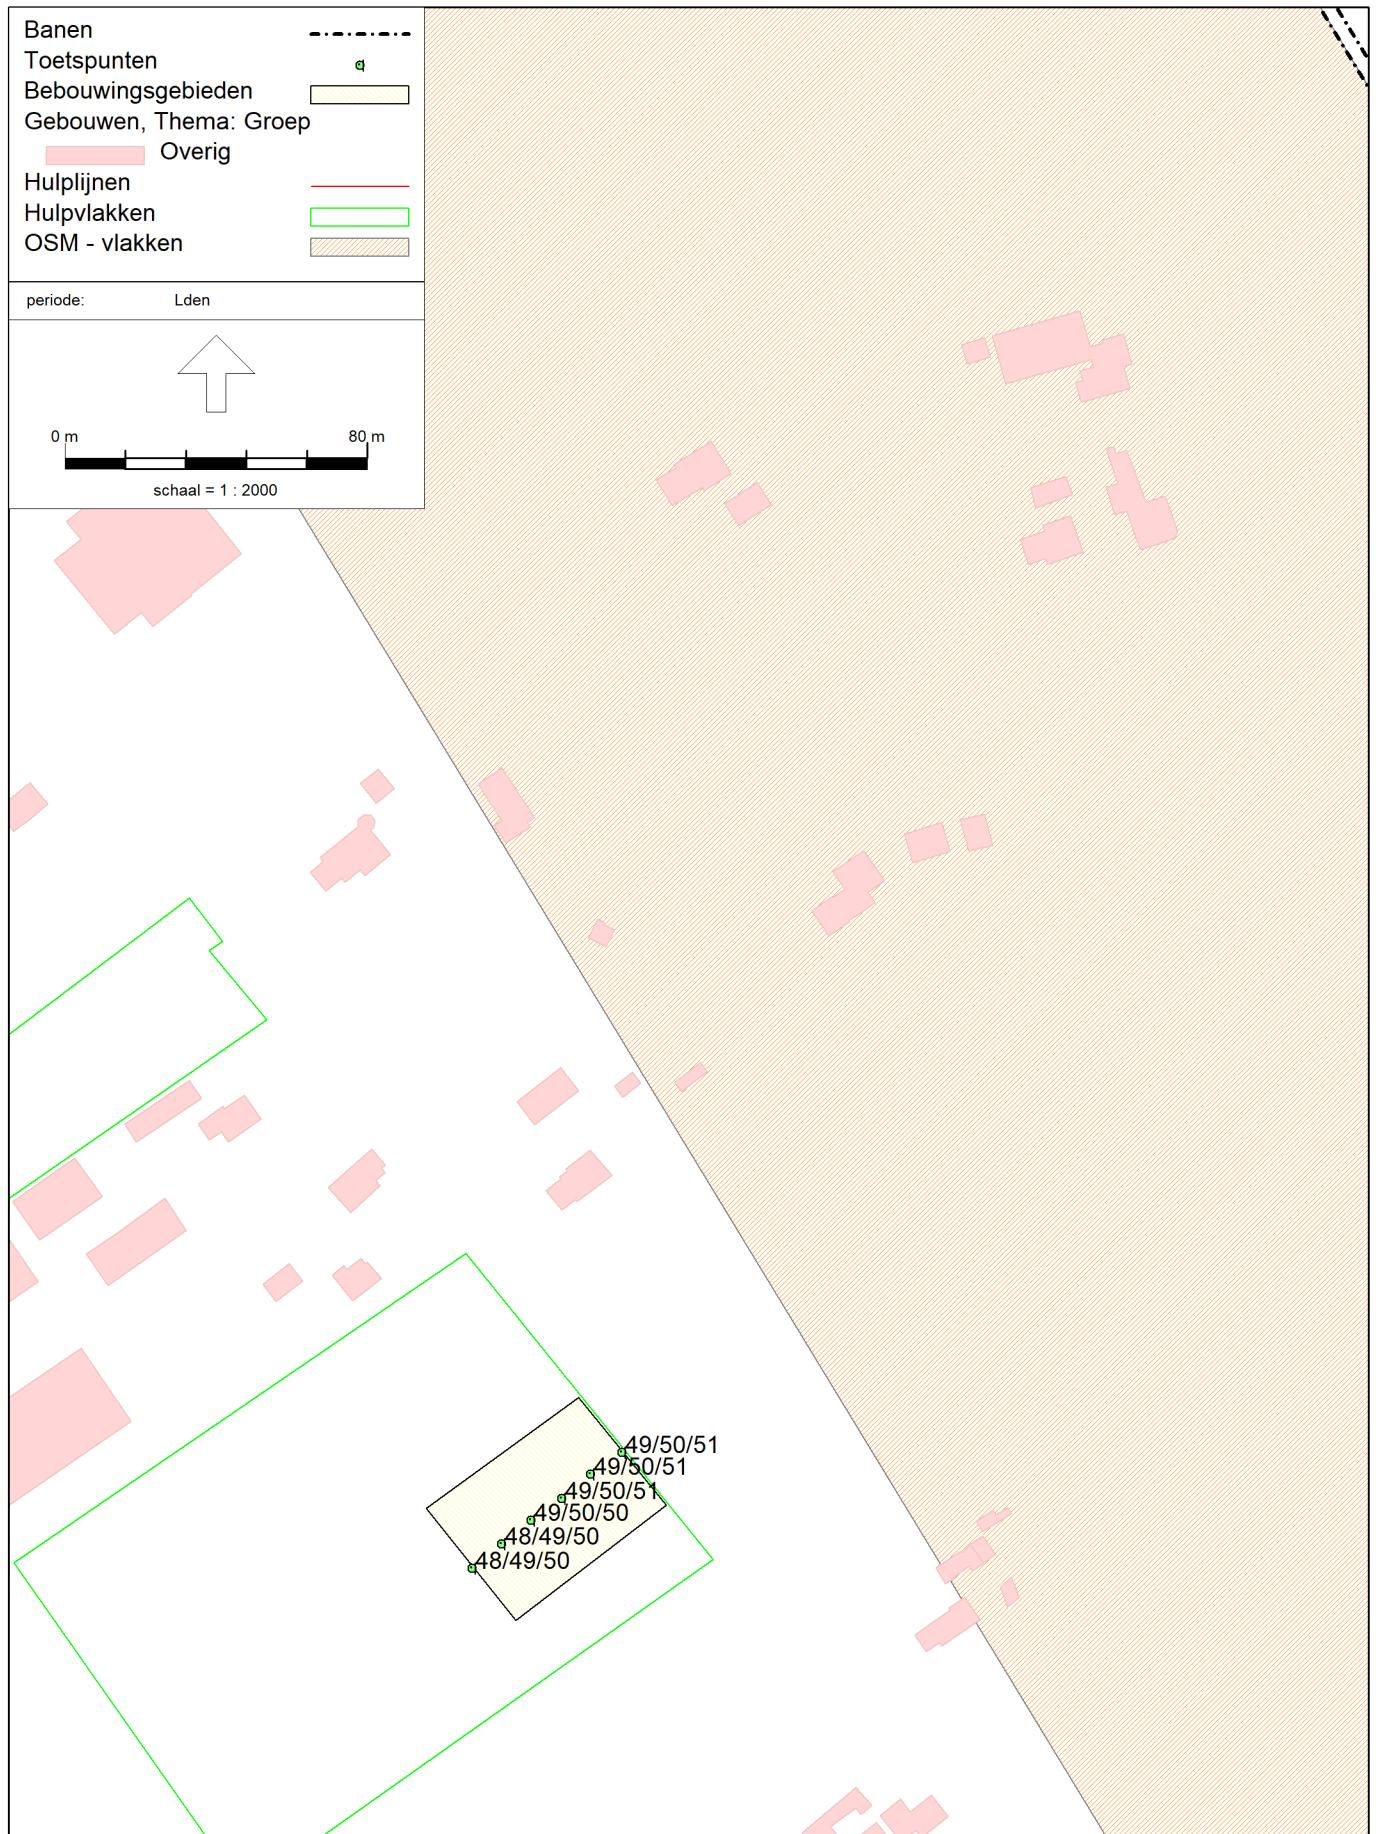 Banen
Toetspunten
Bebouwingsgebieden
Gebouwen, Thema: Groep
Overig
Hulplijnen
Hulpvlakken
OSM - vlakken
periode: Lden
0 m 80 m
schaal = 1 : 2000
49/50/51
49/50/51
49/50/51
49/50/50
48/49/50
48/49/50